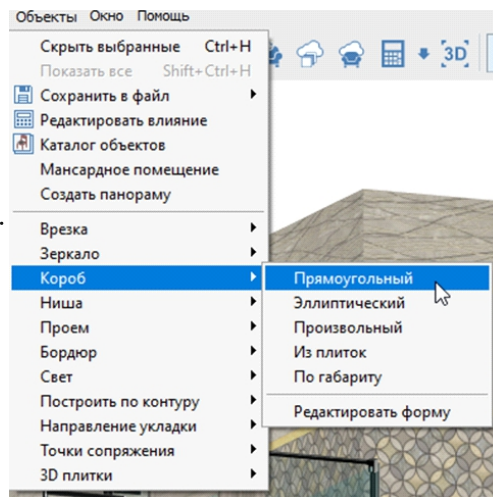 Объекты Окно Помощь
Скрыть выбранные Ctrl+H
Показать все Shift+Ctrl+H
Сохранить в файл
Редактировать влияние
Каталог объектов
Мансардное помещение
Создать панораму
Врезка
Зеркало
Короб
Ниша
Проем
Бордюр
Свет
Построить по контуру
Направление укладки
Точки сопряжения
3D плитки
Прямоугольный
Эллиптический
Произвольный
Из плиток
По габариту
Редактировать форму
3D